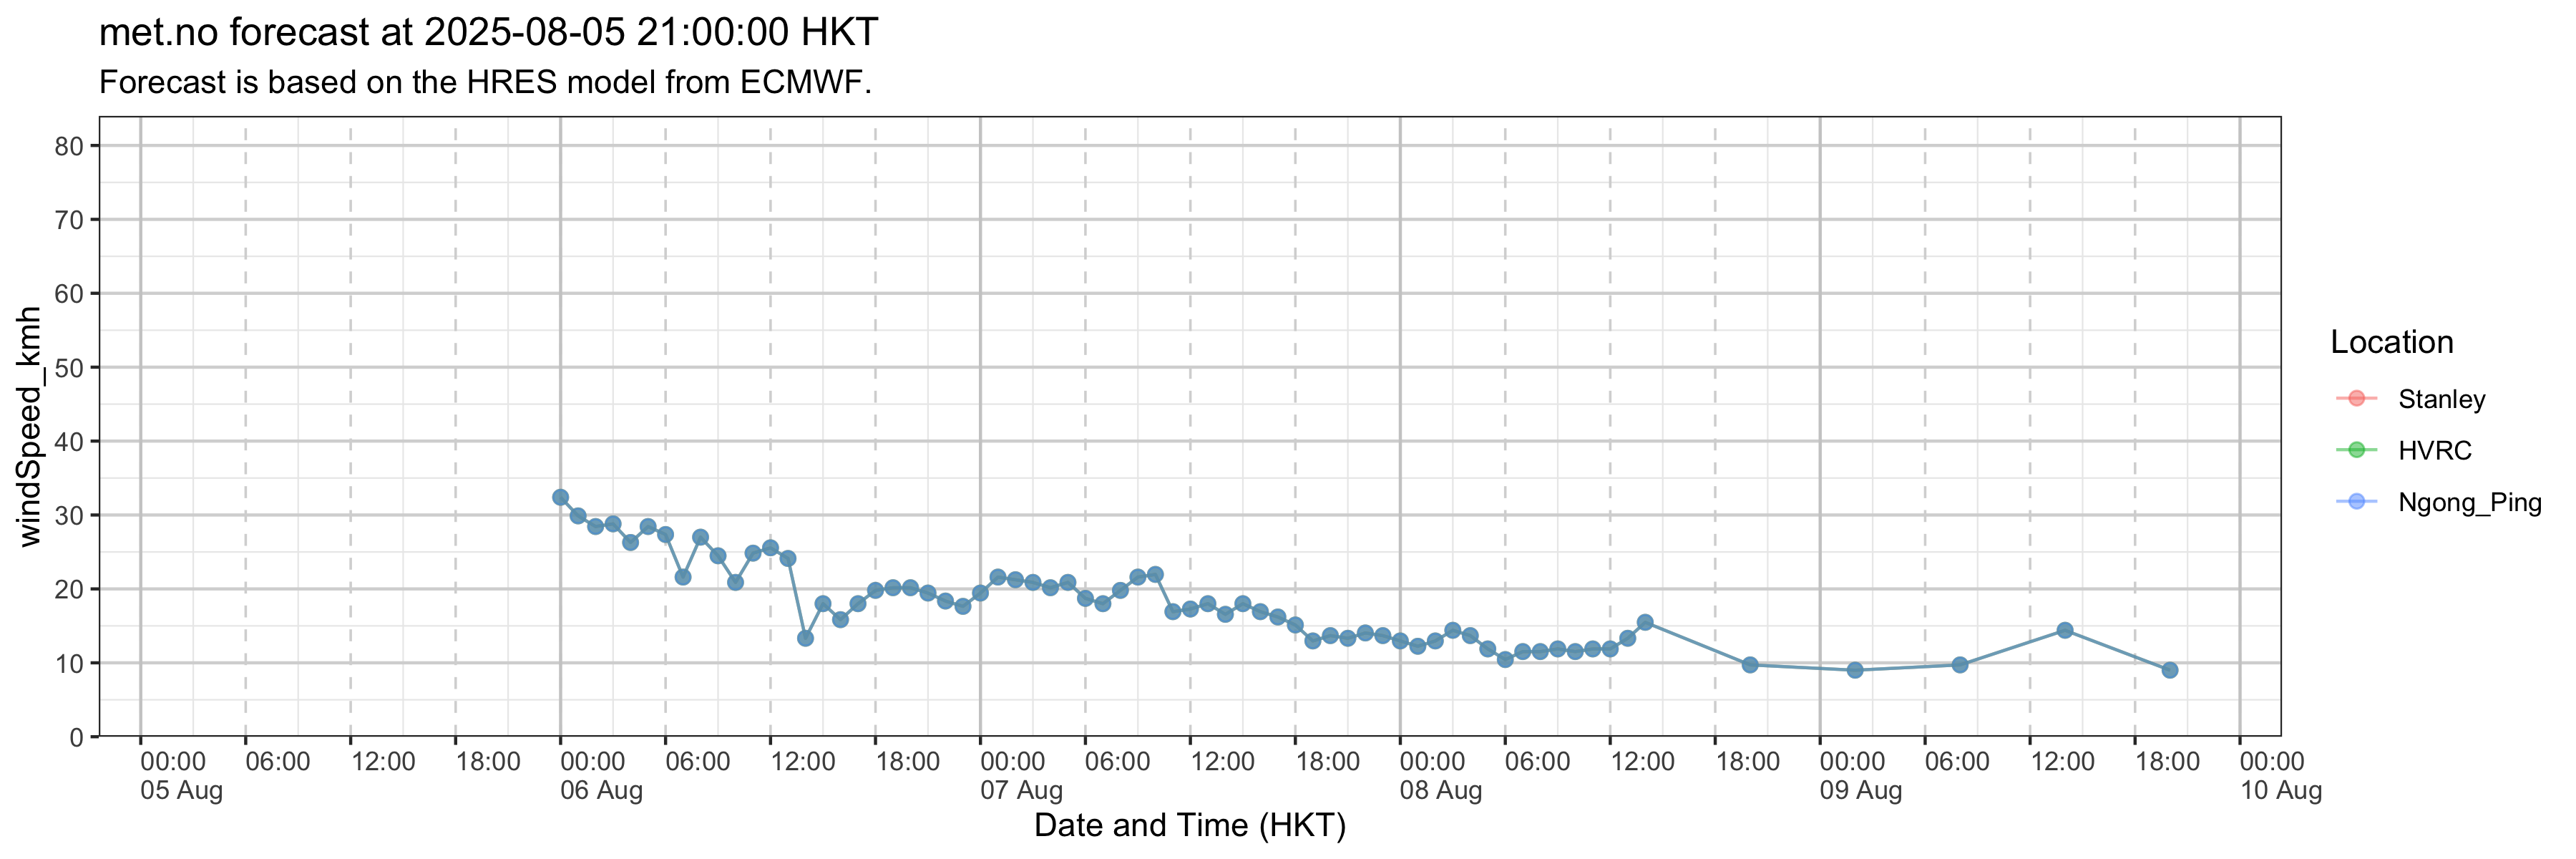 met.no forecast at 2025-08-05 21:00:00 HKT
Forecast is based on the HRES model from ECMWF.
windSpeed_kmh
80
70
60
50
40
30
20
10
0
00:00 06:00 12:00 18:00 00:00 06:00 12:00 18:00 00:00 06:00 12:00 18:00 00:00 06:00 12:00 18:00 00:00 06:00 12:00 18:00 00:00
05 Aug 06 Aug 07 Aug 08 Aug 09 Aug 10 Aug
Date and Time (HKT)
Location
Stanley
HVRC
Ngong_Ping